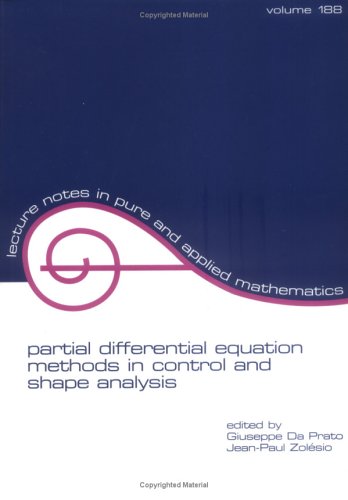 Copyrighted Material
volume 188
lecture notes in pure and applied mathematics
partial differential equation
methods in control and
shape analysis
edited by
Giuseppe Da Prato
Jean-Paul Zolésio
Copyrighted Material